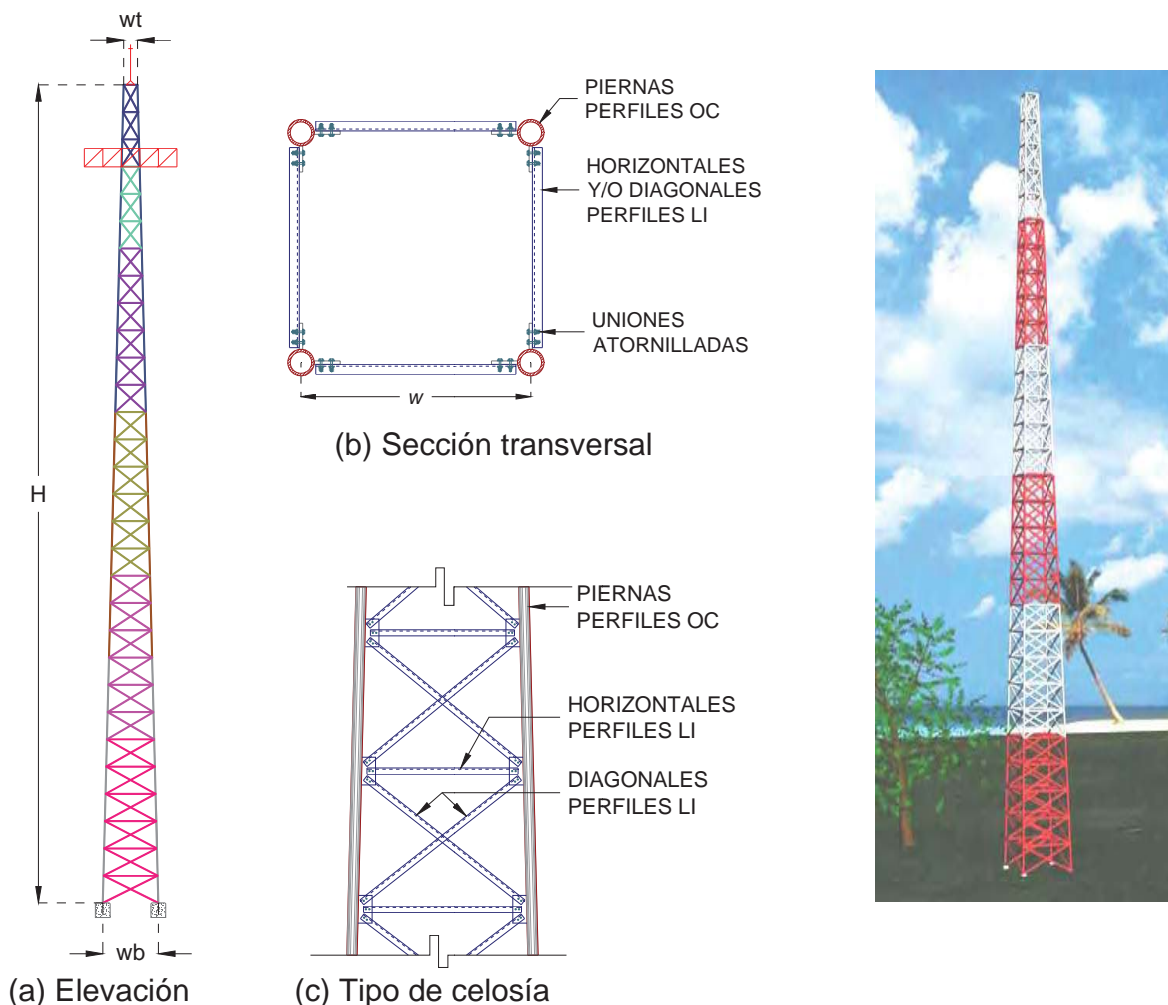 wt
H
wb
(a) Elevación
PIERNAS
PERFILES OC
HORIZONTALES
Y/O DIAGONALES
PERFILES LI
UNIONES
ATORNILLADAS
w
(b) Sección transversal
PIERNAS
PERFILES OC
HORIZONTALES
PERFILES LI
DIAGONALES
PERFILES LI
(c) Tipo de celosía